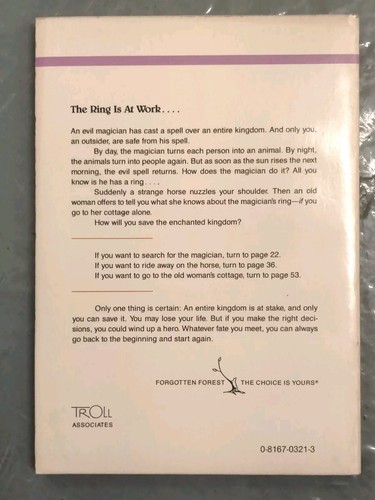 The Ring Is At Work....
An evil magician has cast a spell over an entire kingdom. And only you,
an outsider, are safe from his spell.
By day, the magician turns each person into an animal. By night,
the animals turn into people again. But as soon as the sun rises the next
morning, the evil spell returns. How does the magician do it? All you
know is he has a ring....
Suddenly a strange horse nuzzles your shoulder. Then an old
woman offers to tell you what she knows about the magician's ring—if you
go to her cottage alone.
How will you save the enchanted kingdom?
If you want to search for the magician, turn to page 22.
If you want to ride away on the horse, turn to page 36.
If you want to go to the old woman's cottage, turn to page 53.
Only one thing is certain: An entire kingdom is at stake, and only
you can save it. You may lose your life. But if you make the right deci-
sions, you could wind up a hero. Whatever fate you meet, you can always
go back to the beginning and start again.
FORGOTTEN FOREST THE CHOICE IS YOURS®
TROLL
ASSOCIATES
0-8167-0321-3